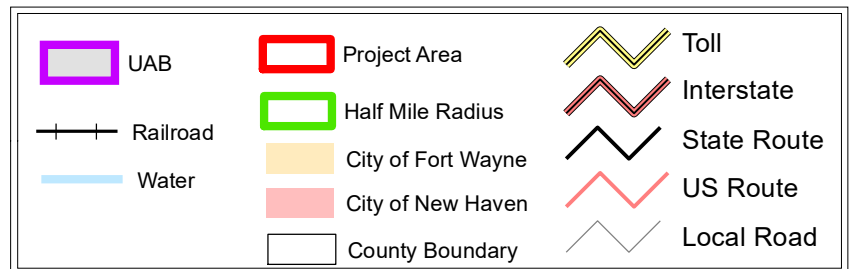 UAB
Railroad
Water
Project Area
Half Mile Radius
City of Fort Wayne
City of New Haven
County Boundary
Toll
Interstate
State Route
US Route
Local Road